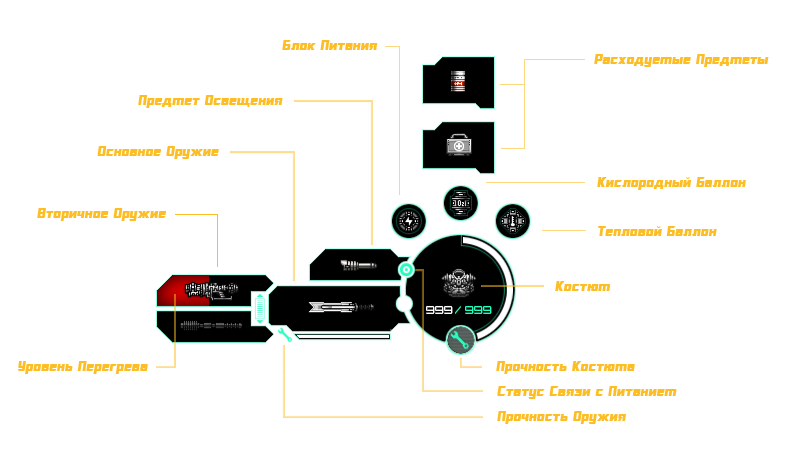 Блок Питания
Расходуемые Предметы
Предмет Освещения
Основное Оружие
Кислородный Баллон
Вторичное Оружие
Тепловой Баллон
Костюм
999 / 999
Уровень Перегрева
Прочность Костюма
Статус Связи с Питанием
Прочность Оружия